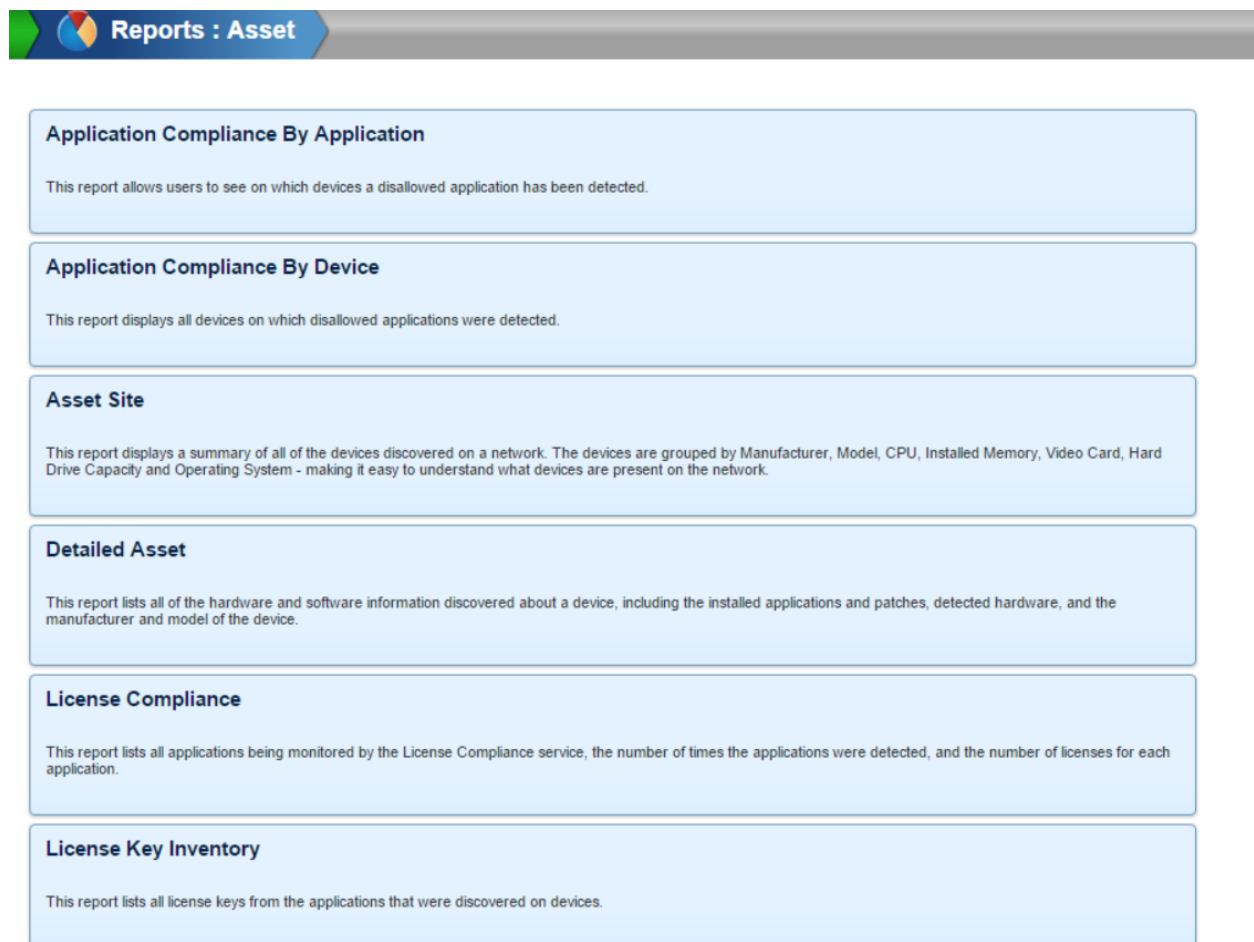 Reports : Asset
Application Compliance By Application
This report allows users to see on which devices a disallowed application has been detected.
Application Compliance By Device
This report displays all devices on which disallowed applications were detected.
Asset Site
This report displays a summary of all of the devices discovered on a network. The devices are grouped by Manufacturer, Model, CPU, Installed Memory, Video Card, Hard
Drive Capacity and Operating System - making it easy to understand what devices are present on the network.
Detailed Asset
This report lists all of the hardware and software information discovered about a device, including the installed applications and patches, detected hardware, and the
manufacturer and model of the device.
License Compliance
This report lists all applications being monitored by the License Compliance service, the number of times the applications were detected, and the number of licenses for each
application.
License Key Inventory
This report lists all license keys from the applications that were discovered on devices.